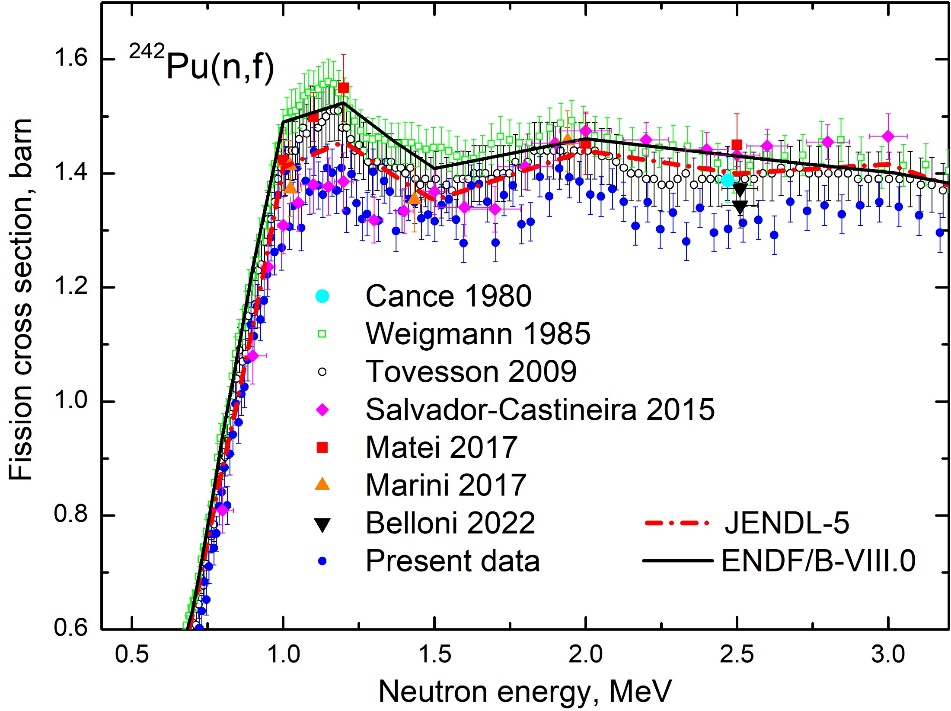 ²⁴²Pu(n,f)
Fission cross section, barn
1.6
1.4
1.2
1.0
0.8
0.6
Cance 1980
Weigmann 1985
Tovesson 2009
Salvador-Castineira 2015
Matei 2017
Marini 2017
Belloni 2022
Present data
JENDL-5
ENDF/B-VIII.0
0.5 1.0 1.5 2.0 2.5 3.0
Neutron energy, MeV